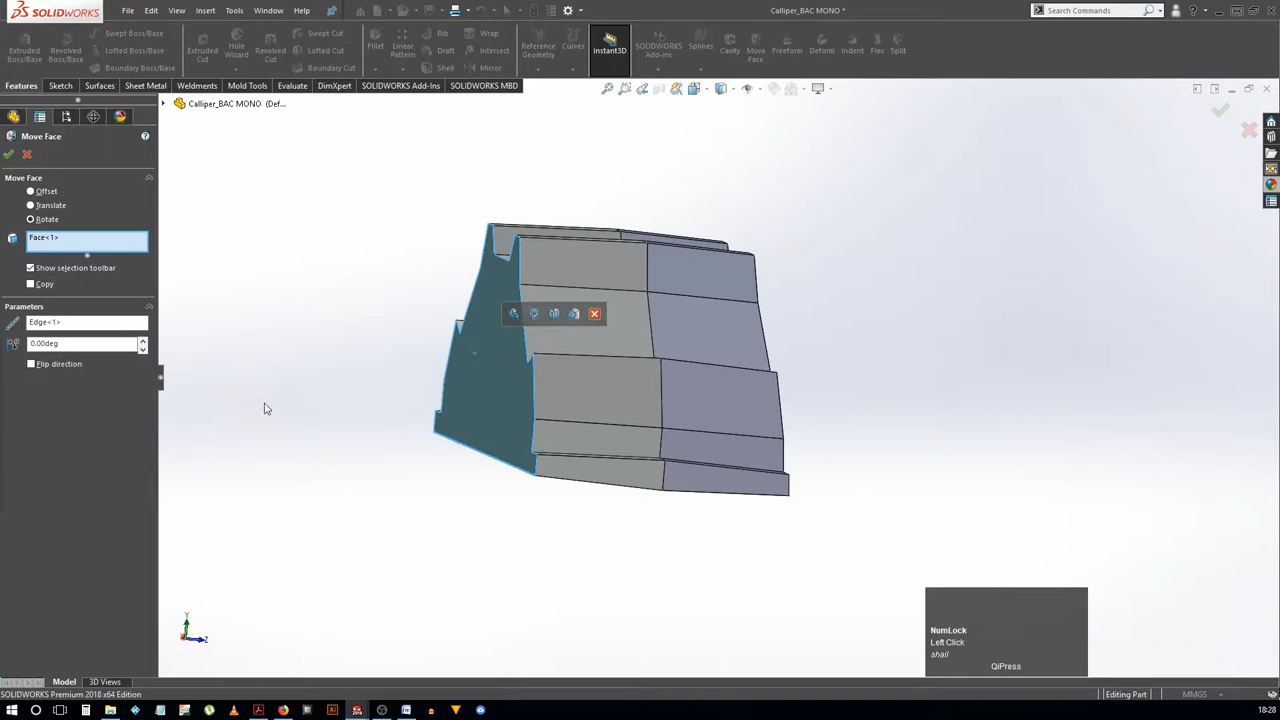 SOLIDWORKS
File Edit View Insert Tools Window Help
Calliper_BAC MONO *
Search Commands
Extruded Boss/Base
Revolved Boss/Base
Swept Boss/Base
Lofted Boss/Base
Boundary Boss/Base
Extruded Cut
Hole Wizard
Revolved Cut
Swept Cut
Lofted Cut
Boundary Cut
Fillet
Linear Pattern
Rib
Draft
Shell
Wrap
Intersect
Mirror
Reference Geometry
Curves
Instant3D
SOLIDWORKS Add-Ins
Splines
Cavity
Move Face
Freeform
Deform
Indent
Flex
Split
Features Sketch Surfaces Sheet Metal Weldments Mold Tools Evaluate DimXpert SOLIDWORKS Add-Ins SOLIDWORKS MBD
Calliper_BAC MONO (Def...
Move Face
Move Face
Offset
Translate
Rotate
Face<1>
Show selection toolbar
Copy
Parameters
Edge<1>
0.00deg
Flip direction
Y
Z
NumLock
Left Click
shall
QiPress
Model 3D Views
SOLIDWORKS Premium 2018 x64 Edition
Editing Part
MMGS
18:28